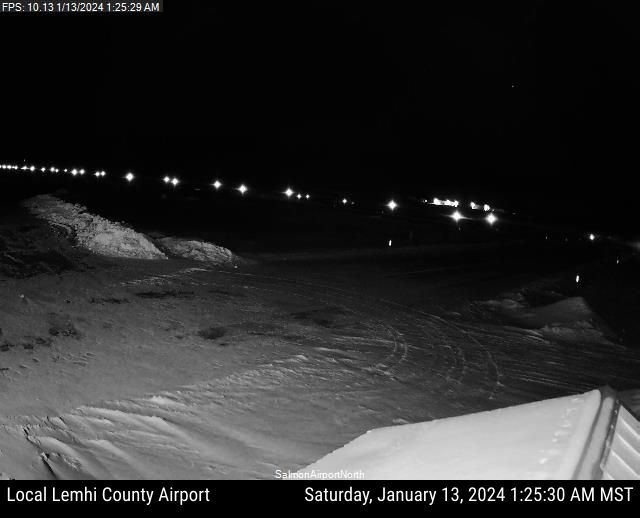 FPS: 10.13 1/13/2024 1:25:29 AM
SalmonAirportNorth
Local Lemhi County Airport
Saturday, January 13, 2024 1:25:30 AM MST